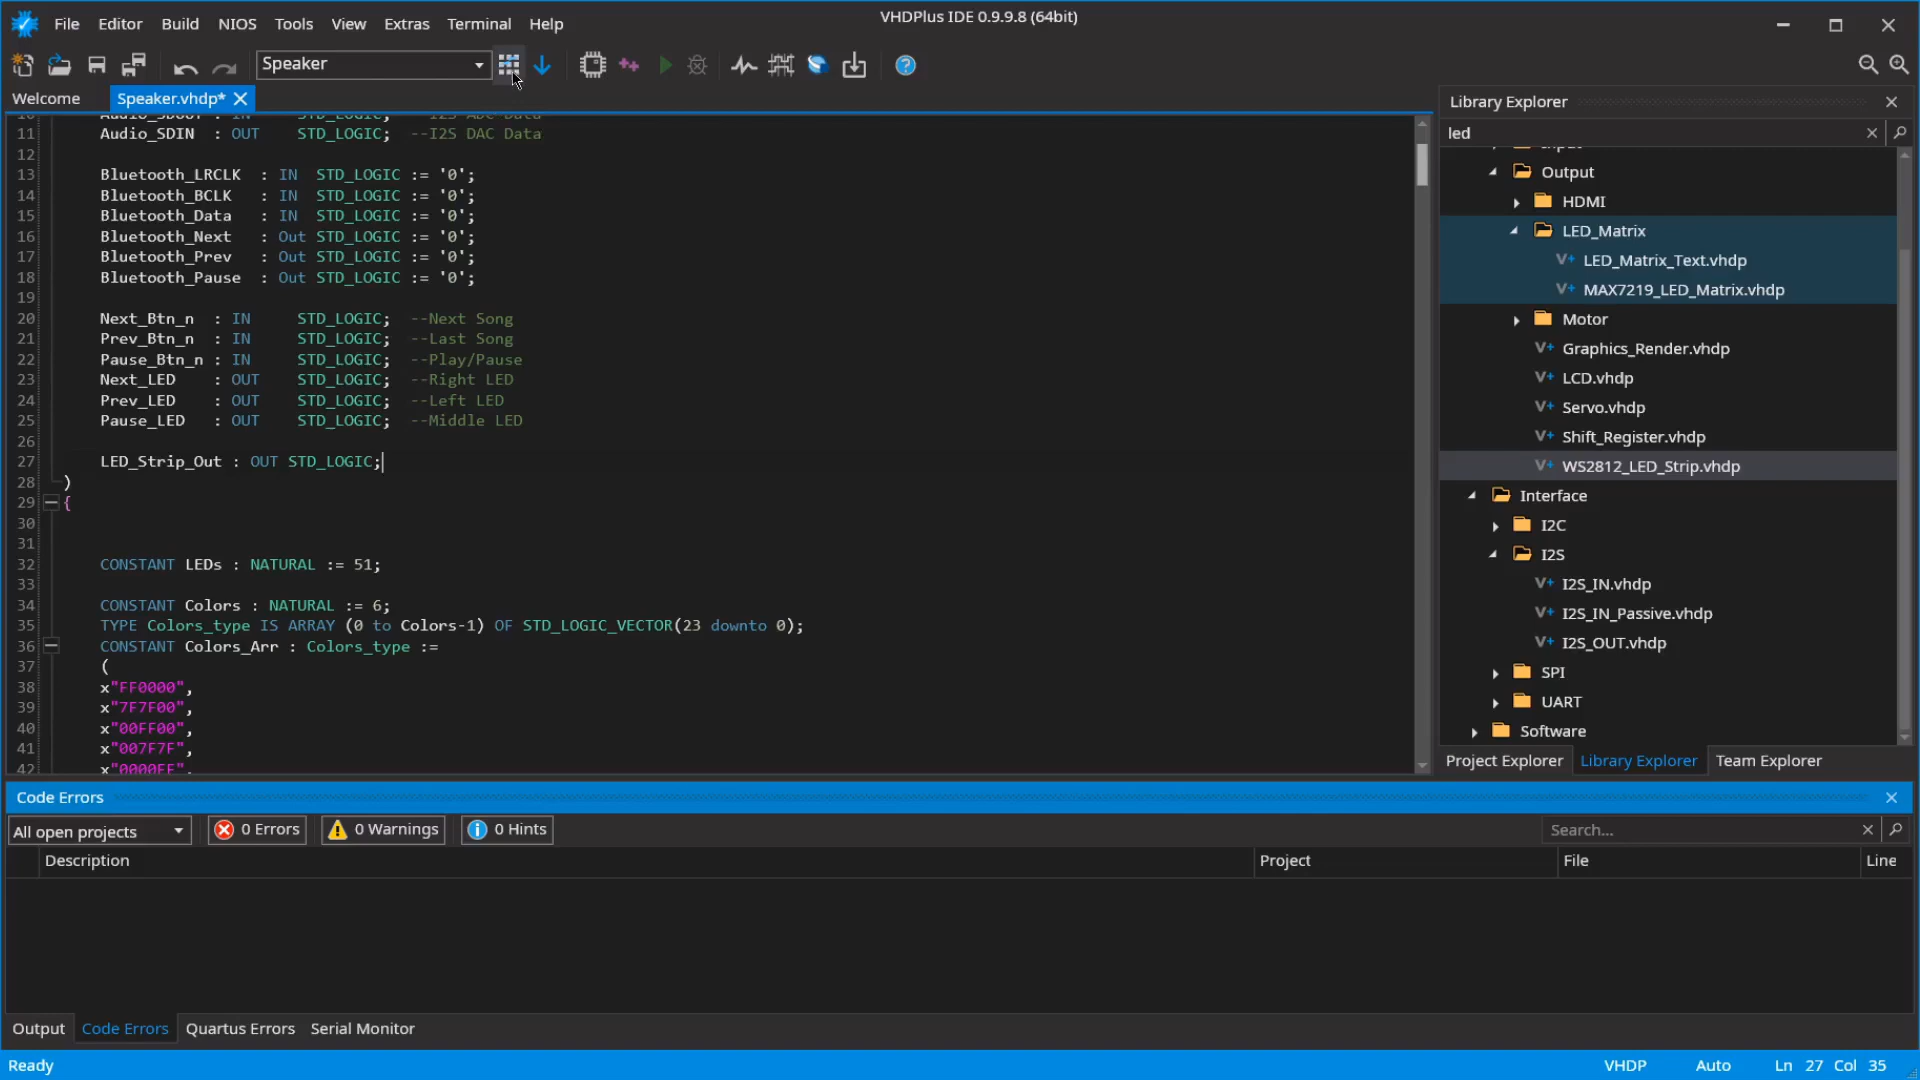 VHDPlus IDE 0.9.9.8 (64bit)
File Editor Build NIOS Tools View Extras Terminal Help
Speaker
Welcome Speaker.vhdp*
11 Audio_SDIN : OUT STD_LOGIC; --I2S DAC Data
12
13 Bluetooth_LRCLK : IN STD_LOGIC := '0';
14 Bluetooth_BCLK : IN STD_LOGIC := '0';
15 Bluetooth_Data : IN STD_LOGIC := '0';
16 Bluetooth_Next : Out STD_LOGIC := '0';
17 Bluetooth_Prev : Out STD_LOGIC := '0';
18 Bluetooth_Pause : Out STD_LOGIC := '0';
19
20 Next_Btn_n : IN STD_LOGIC; --Next Song
21 Prev_Btn_n : IN STD_LOGIC; --Last Song
22 Pause_Btn_n : IN STD_LOGIC; --Play/Pause
23 Next_LED : OUT STD_LOGIC; --Right LED
24 Prev_LED : OUT STD_LOGIC; --Left LED
25 Pause_LED : OUT STD_LOGIC; --Middle LED
26
27 LED_Strip_Out : OUT STD_LOGIC;
28 )
29 {
30
31
32 CONSTANT LEDs : NATURAL := 51;
33
34 CONSTANT Colors : NATURAL := 6;
35 TYPE Colors_type IS ARRAY (0 to Colors-1) OF STD_LOGIC_VECTOR(23 downto 0);
36 CONSTANT Colors_Arr : Colors_type :=
37 (
38 x"FF0000",
39 x"7F7F00",
40 x"00FF00",
41 x"007F7F",
42 x"0000FF",
Library Explorer
led
Output
HDMI
LED_Matrix
V+ LED_Matrix_Text.vhdp
V+ MAX7219_LED_Matrix.vhdp
Motor
V+ Graphics_Render.vhdp
V+ LCD.vhdp
V+ Servo.vhdp
V+ Shift_Register.vhdp
V+ WS2812_LED_Strip.vhdp
Interface
I2C
I2S
V+ I2S_IN.vhdp
V+ I2S_IN_Passive.vhdp
V+ I2S_OUT.vhdp
SPI
UART
Software
Project Explorer Library Explorer Team Explorer
Code Errors
All open projects 0 Errors 0 Warnings 0 Hints Search...
Description Project File Line
Output Code Errors Quartus Errors Serial Monitor
Ready VHDP Auto Ln 27 Col 35